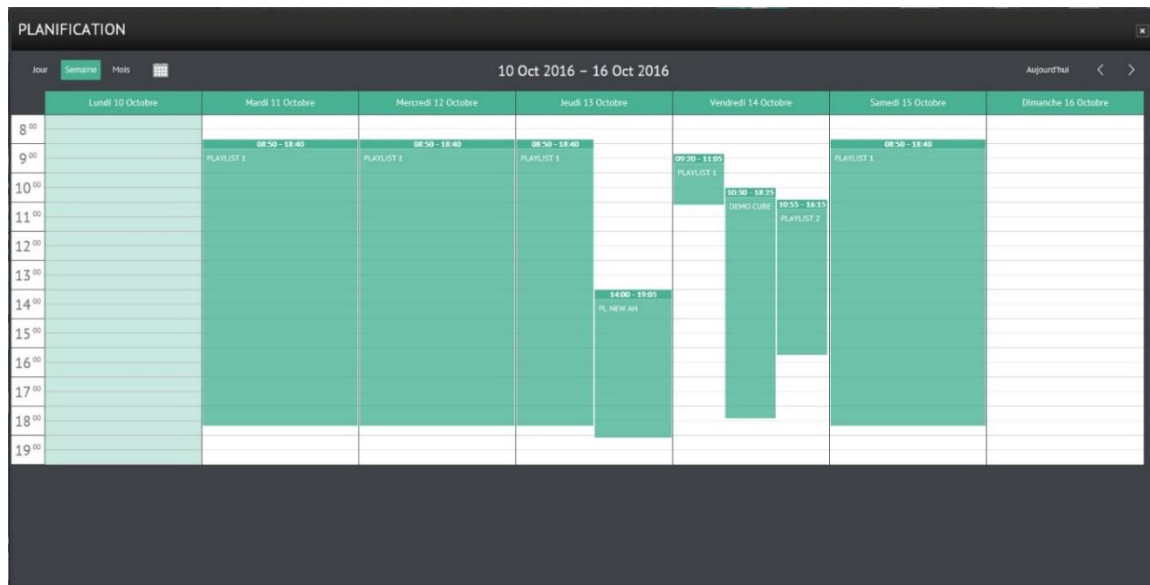 PLANIFICATION
Jour Semaine Mois 10 Oct 2016 – 16 Oct 2016 Aujourd'hui
Lundi 10 Octobre Mardi 11 Octobre Mercredi 12 Octobre Jeudi 13 Octobre Vendredi 14 Octobre Samedi 15 Octobre Dimanche 16 Octobre
8 00
08:50 - 18:40 08:50 - 18:40 08:50 - 18:40 08:50 - 18:40
9 00 PLAYLIST 1 PLAYLIST 1 PLAYLIST 1 09:20 - 11:05 PLAYLIST 1
PLAYLIST 1
10 00 10:30 - 18:25
11 00 DEMO CUBE 10:55 - 16:15
PLAYLIST 2
12 00
13 00
14 00 14:00 - 19:05
PL NEW AH
15 00
16 00
17 00
18 00
19 00